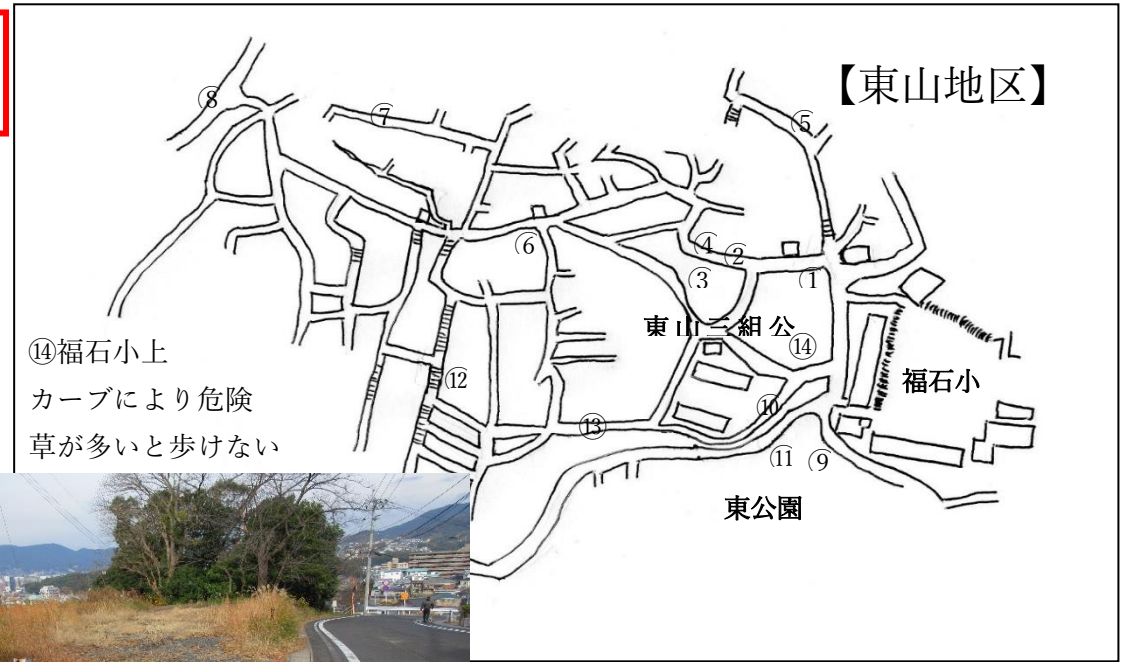 【東山地区】
⑧
⑦
⑤
⑥
④
②
③
①
東山三組公
⑭
福石小
⑭福石小上
カーブにより危険
草が多いと歩けない
⑫
⑩
⑬
⑪
⑨
東公園